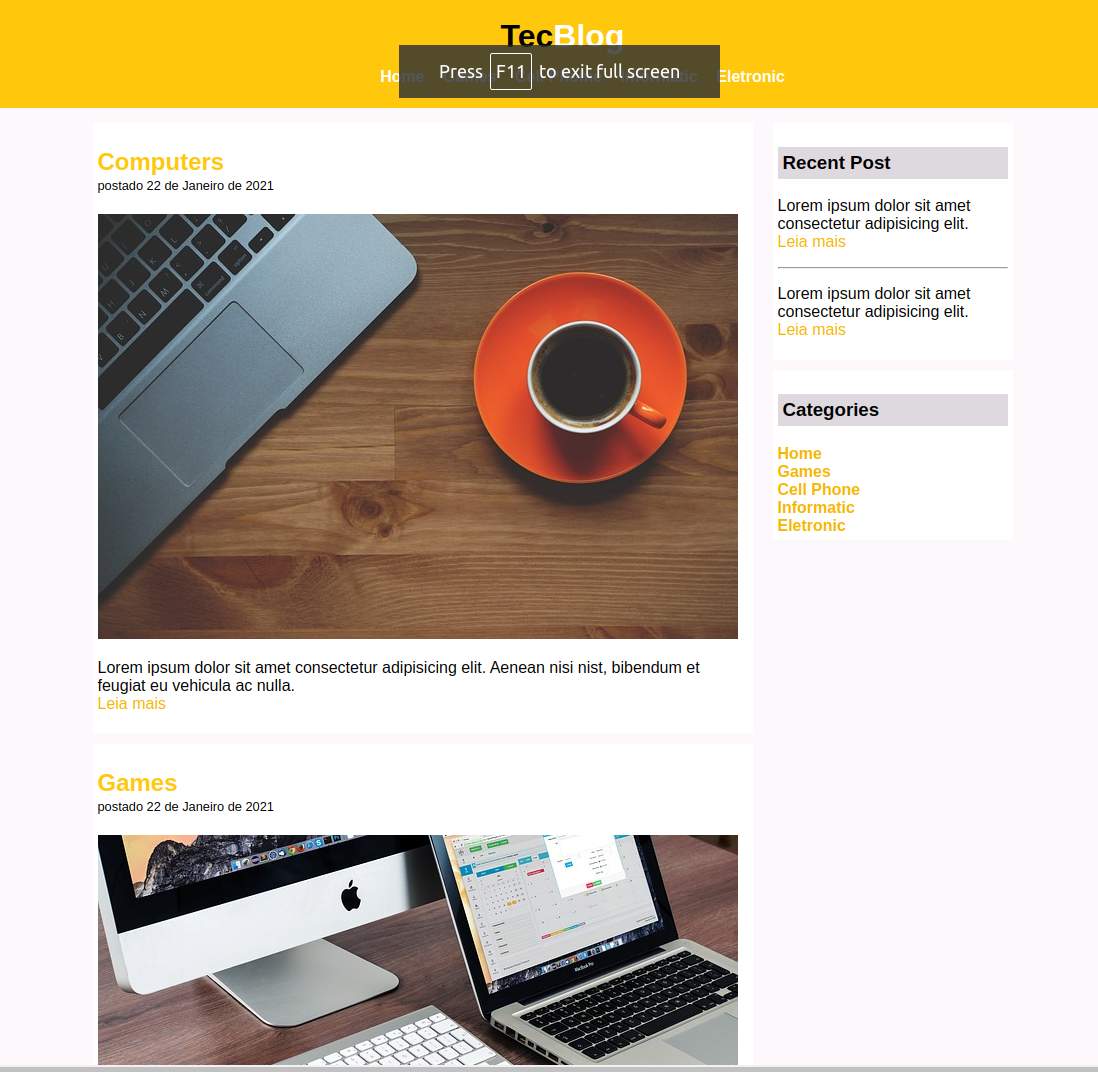 TecBlog
Press F11 to exit full screen
Home Eletronic
Computers
postado 22 de Janeiro de 2021
Lorem ipsum dolor sit amet consectetur adipisicing elit. Aenean nisi nist, bibendum et
feugiat eu vehicula ac nulla.
Leia mais
Games
postado 22 de Janeiro de 2021
MacBook Pro
Recent Post
Lorem ipsum dolor sit amet
consectetur adipisicing elit.
Leia mais
Lorem ipsum dolor sit amet
consectetur adipisicing elit.
Leia mais
Categories
Home
Games
Cell Phone
Informatic
Eletronic